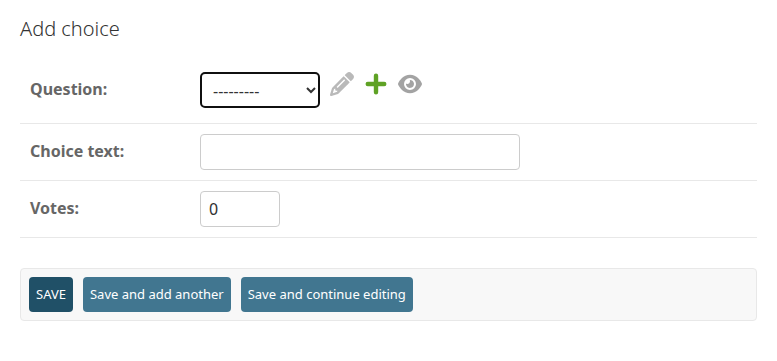 Add choice
Question: ---------
Choice text:
Votes: 0
SAVE Save and add another Save and continue editing